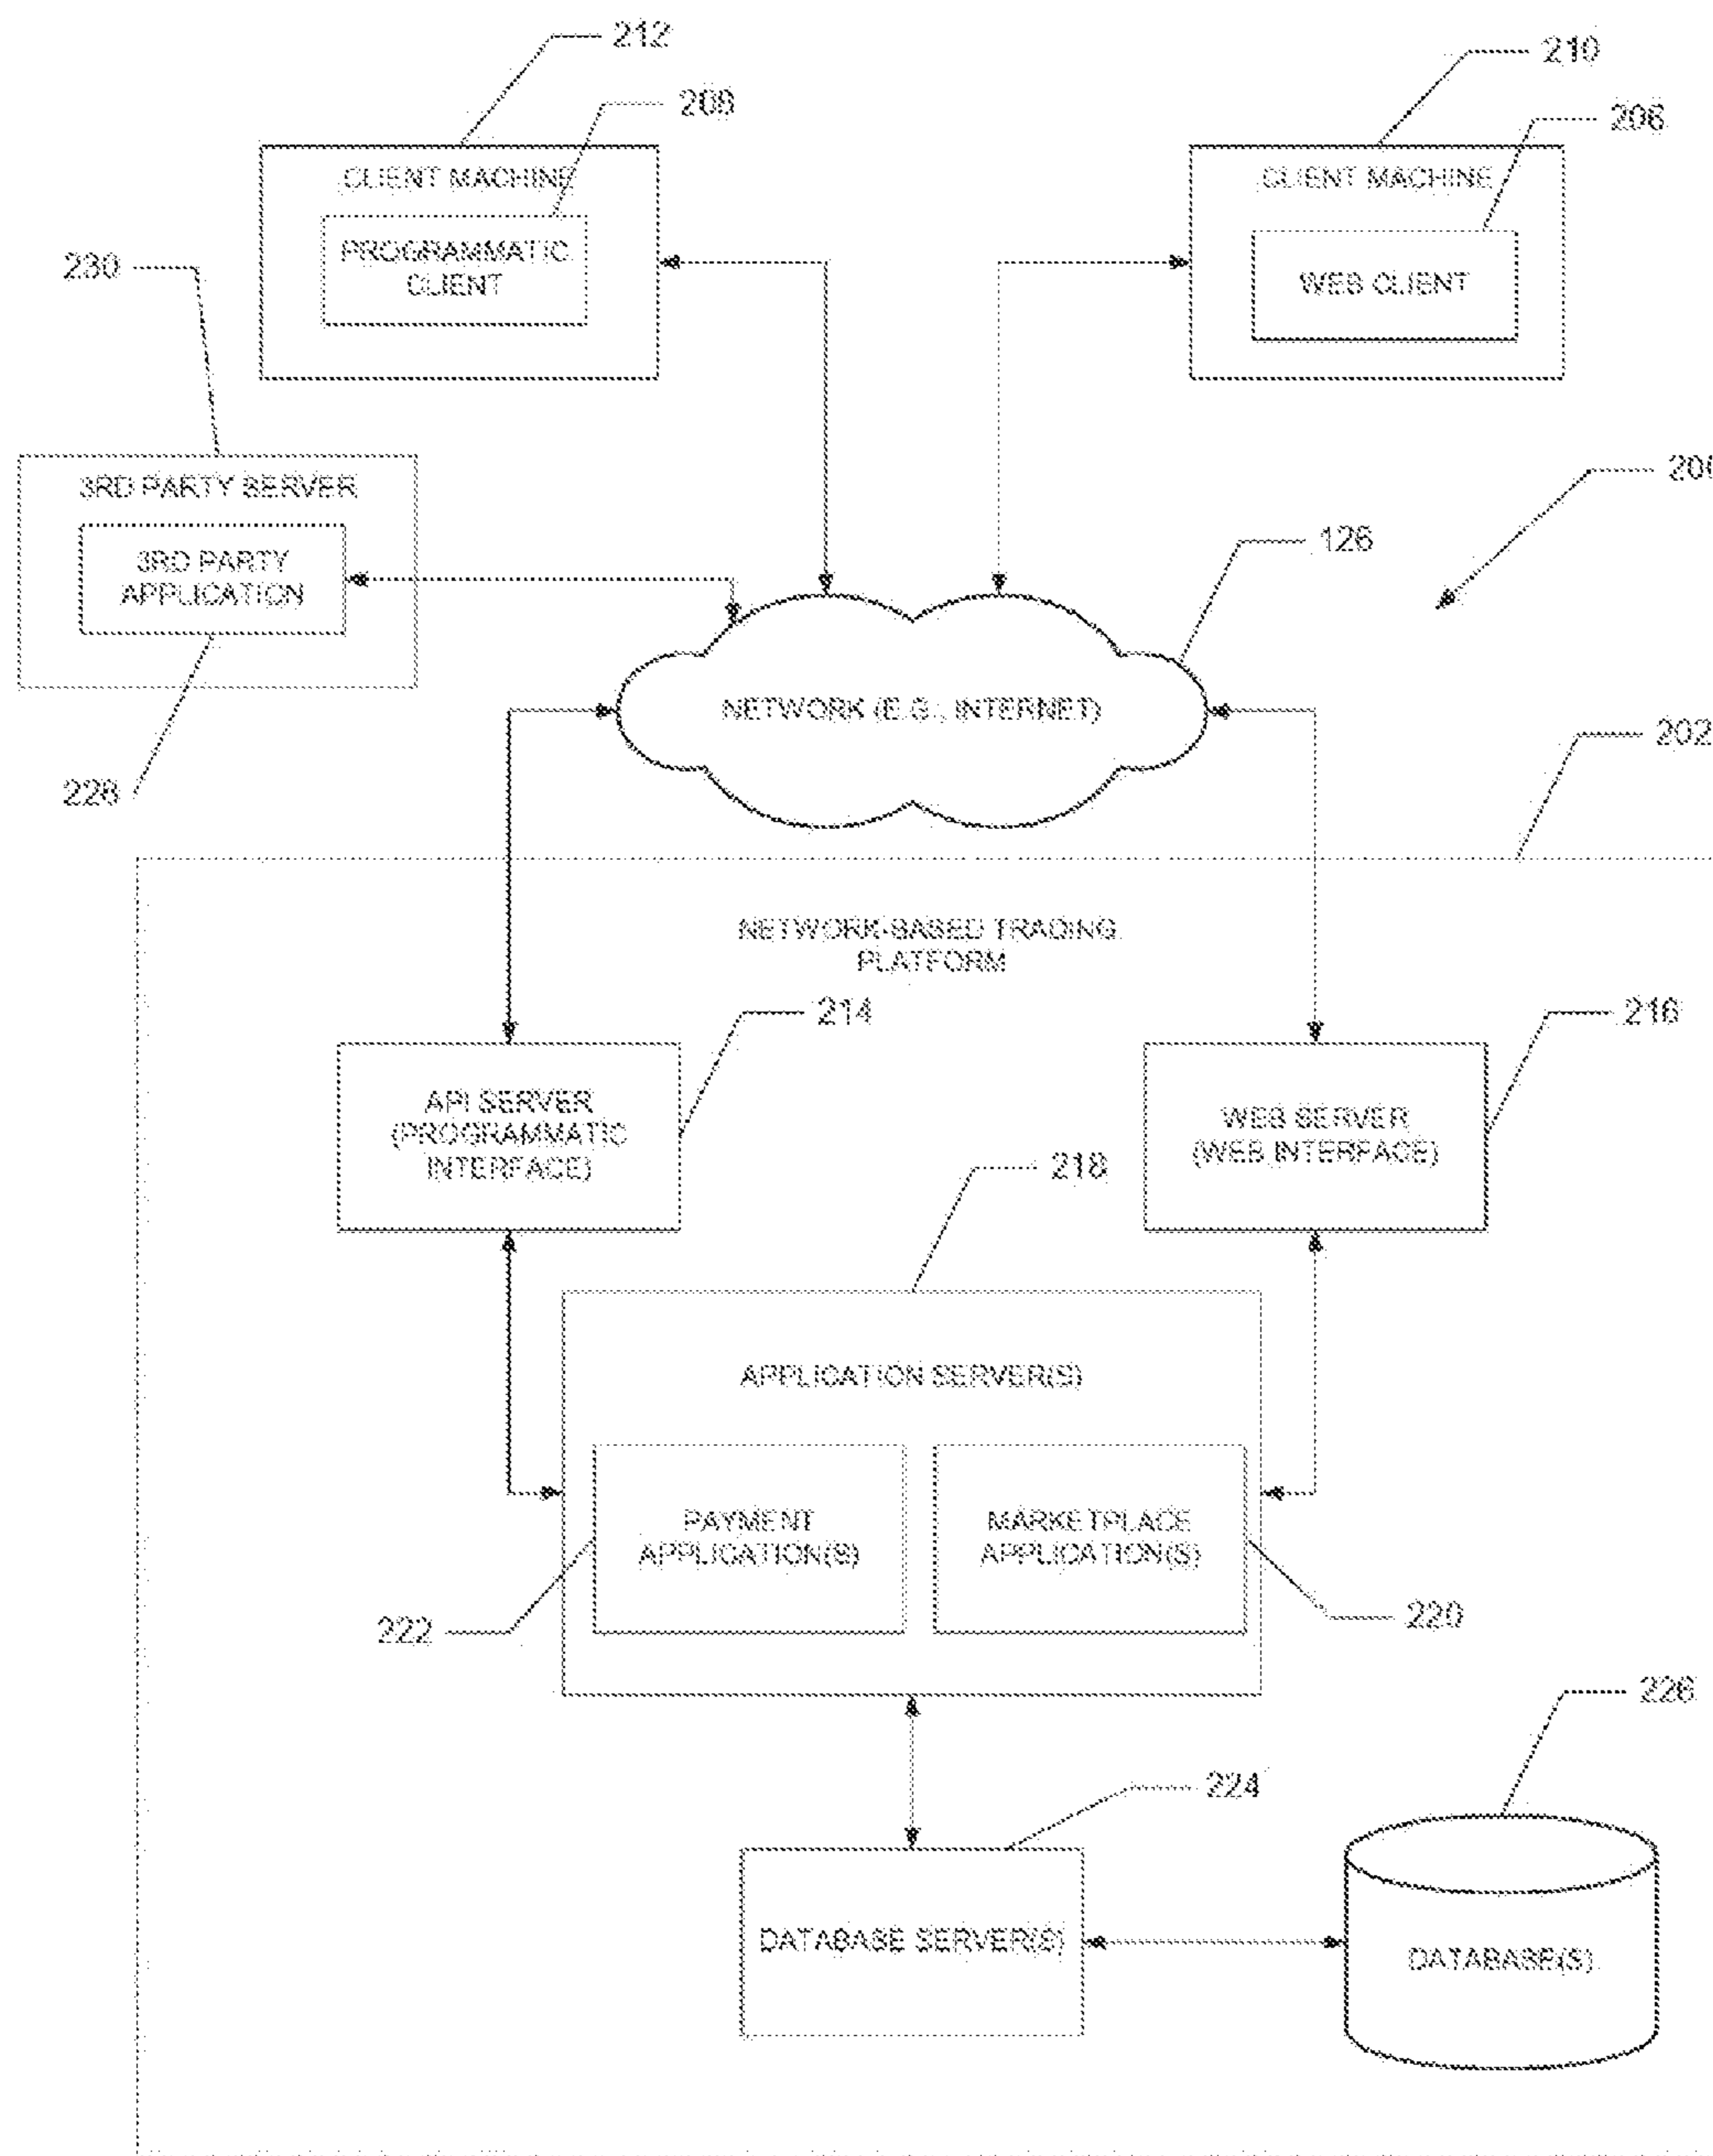 212
210
208
206
CLIENT MACHINE
CLIENT MACHINE
PROGRAMMATIC
CLIENT
WEB CLIENT
230
3RD PARTY SERVER
3RD PARTY
APPLICATION
126
228
NETWORK (E.G., INTERNET)
202
NETWORK-BASED TRADING
PLATFORM
214
216
API SERVER
(PROGRAMMATIC
INTERFACE)
WEB SERVER
(WEB INTERFACE)
218
APPLICATION SERVER(S)
PAYMENT
APPLICATION(S)
MARKETPLACE
APPLICATION(S)
222
220
226
224
DATABASE SERVER(S)
DATABASE(S)